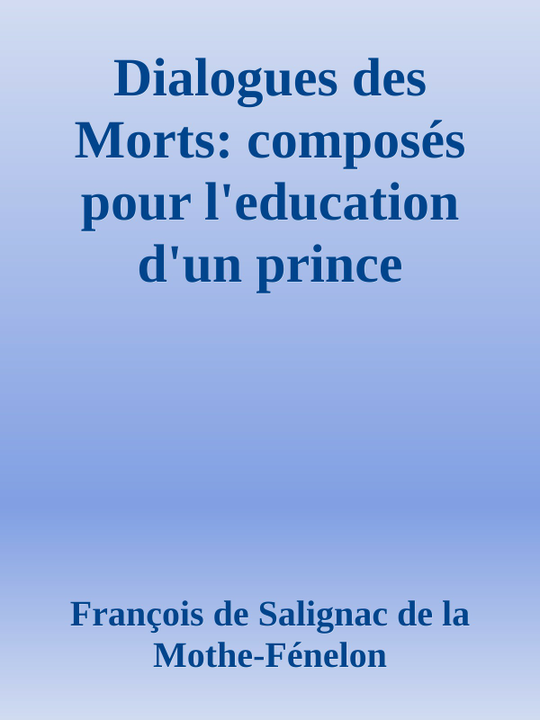 Dialogues des
Morts: composés
pour l'education
d'un prince
François de Salignac de la
Mothe-Fénelon